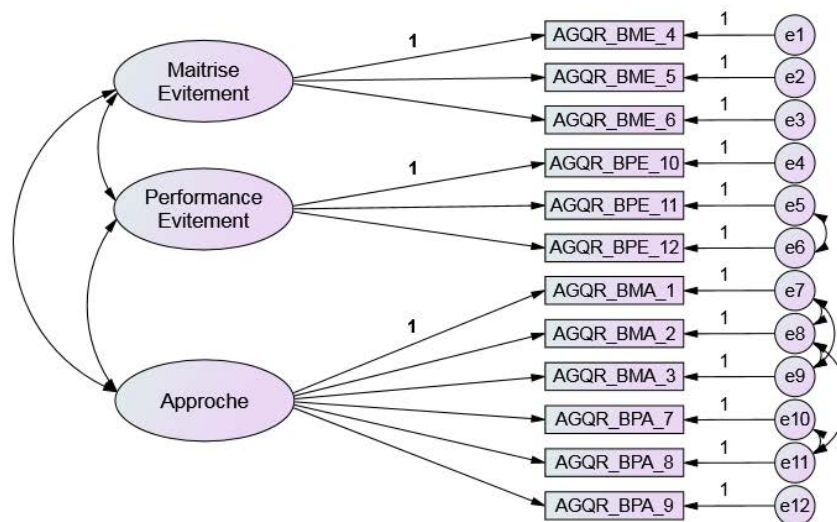 Maitrise
Evitement
Performance
Evitement
Approche
1
1
1
AGQR_BME_4
1
e1
AGQR_BME_5
1
e2
AGQR_BME_6
1
e3
AGQR_BPE_10
1
e4
AGQR_BPE_11
1
e5
AGQR_BPE_12
1
e6
AGQR_BMA_1
1
e7
AGQR_BMA_2
1
e8
AGQR_BMA_3
1
e9
AGQR_BPA_7
1
e10
AGQR_BPA_8
1
e11
AGQR_BPA_9
1
e12